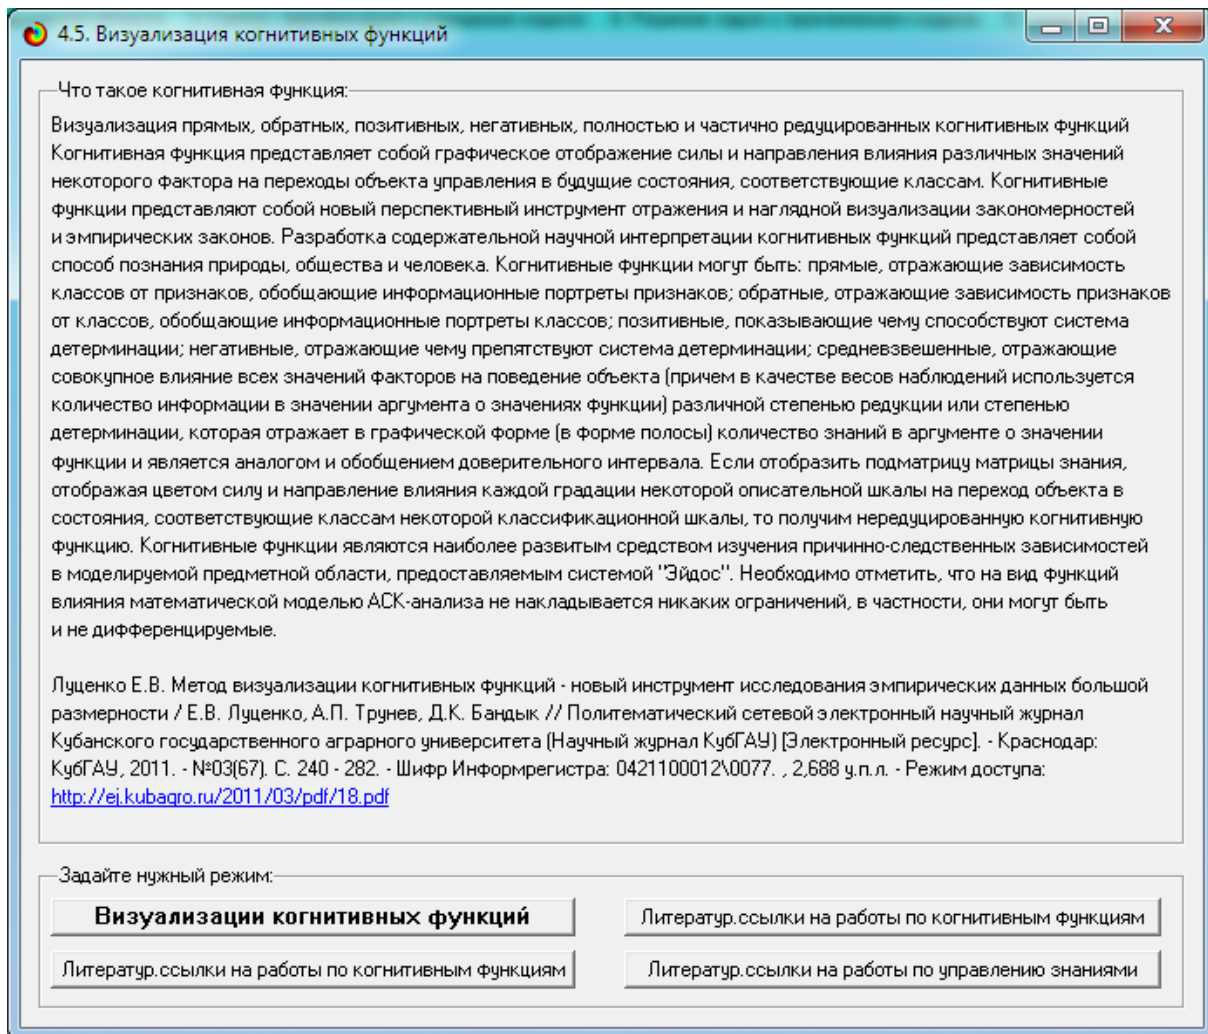 4.5. Визуализация когнитивных функций
Что такое когнитивная функция:
Визуализация прямых, обратных, позитивных, негативных, полностью и частично редуцированных когнитивных функций
Когнитивная функция представляет собой графическое отображение силы и направления влияния различных значений
некоторого фактора на переходы объекта управления в будущие состояния, соответствующие классам. Когнитивные
функции представляют собой новый перспективный инструмент отражения и наглядной визуализации закономерностей
и эмпирических законов. Разработка содержательной научной интерпретации когнитивных функций представляет собой
способ познания природы, общества и человека. Когнитивные функции могут быть: прямые, отражающие зависимость
классов от признаков, обобщающие информационные портреты признаков; обратные, отражающие зависимость признаков
от классов, обобщающие информационные портреты классов; позитивные, показывающие чему способствуют система
детерминации; негативные, отражающие чему препятствуют система детерминации; средневзвешенные, отражающие
совокупное влияние всех значений факторов на поведение объекта (причем в качестве весов наблюдений используется
количество информации в значении аргумента о значениях функции) различной степенью редукции или степенью
детерминации, которая отражает в графической форме (в форме полосы) количество знаний в аргументе о значении
функции и является аналогом и обобщением доверительного интервала. Если отобразить подматрицу матрицы знания,
отображая цветом силу и направление влияния каждой градации некоторой описательной шкалы на переход объекта в
состояния, соответствующие классам некоторой классификационной шкалы, то получим нередуцированную когнитивную
функцию. Когнитивные функции являются наиболее развитым средством изучения причинно-следственных зависимостей
в моделируемой предметной области, предоставляемым системой "Эйдос". Необходимо отметить, что на вид функций
влияния математической моделью АСК-анализа не накладывается никаких ограничений, в частности, они могут быть
и не дифференцируемые.
Луценко Е.В. Метод визуализации когнитивных функций - новый инструмент исследования эмпирических данных большой
размерности / Е.В. Луценко, А.П. Трунев, Д.К. Бандык // Политематический сетевой электронный научный журнал
Кубанского государственного аграрного университета (Научный журнал КубГАУ) [Электронный ресурс]. - Краснодар:
КубГАУ, 2011. - №03(67). С. 240 - 282. - Шифр Информрегистра: 0421100012\0077. , 2,688 у.п.л. - Режим доступа:
http://ej.kubagro.ru/2011/03/pdf/18.pdf
Задайте нужный режим:
Визуализации когнитивных функций
Литератур.ссылки на работы по когнитивным функциям
Литератур.ссылки на работы по когнитивным функциям
Литератур.ссылки на работы по управлению знаниями